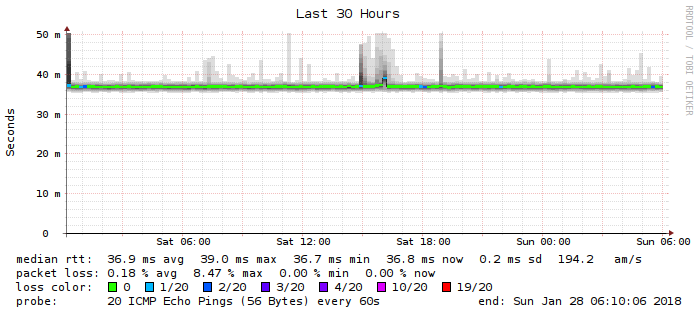 Last 30 Hours
RRDTOOL / TOBI OETIKER
Seconds
50 m
40 m
30 m
20 m
10 m
0
Sat 06:00 Sat 12:00 Sat 18:00 Sun 00:00 Sun 06:00
median rtt: 36.9 ms avg 39.0 ms max 36.7 ms min 36.8 ms now 0.2 ms sd 194.2 am/s
packet loss: 0.18 % avg 8.47 % max 0.00 % min 0.00 % now
loss color: 0 1/20 2/20 3/20 4/20 10/20 19/20
probe: 20 ICMP Echo Pings (56 Bytes) every 60s end: Sun Jan 28 06:10:06 2018